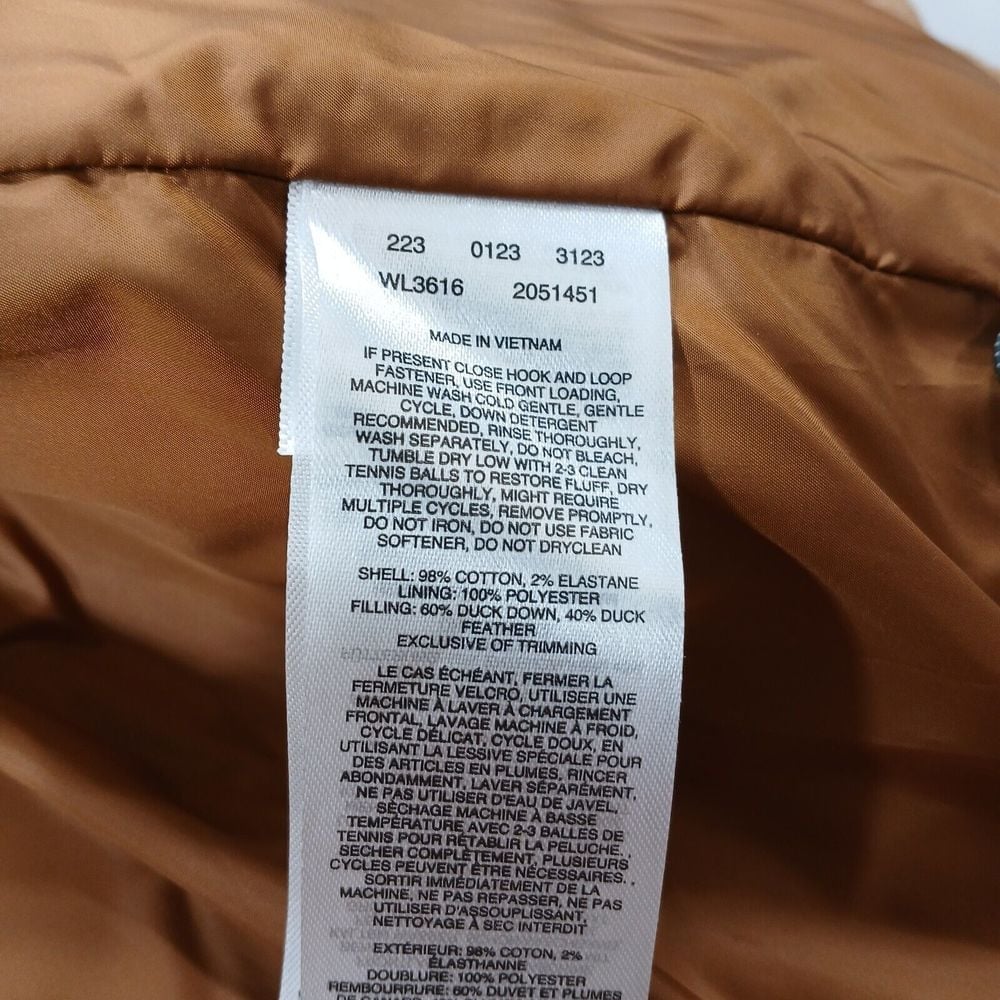 223 0123 3123
WL3616 2051451
MADE IN VIETNAM
IF PRESENT CLOSE HOOK AND LOOP
FASTENER, USE FRONT LOADING,
MACHINE WASH COLD GENTLE, GENTLE
CYCLE, DOWN DETERGENT
RECOMMENDED, RINSE THOROUGHLY,
WASH SEPARATELY, DO NOT BLEACH,
TUMBLE DRY LOW WITH 2-3 CLEAN
TENNIS BALLS TO RESTORE FLUFF, DRY
THOROUGHLY, MIGHT REQUIRE
MULTIPLE CYCLES, REMOVE PROMPTLY,
DO NOT IRON, DO NOT USE FABRIC
SOFTENER, DO NOT DRYCLEAN
SHELL: 98% COTTON, 2% ELASTANE
LINING: 100% POLYESTER
FILLING: 60% DUCK DOWN, 40% DUCK
FEATHER
EXCLUSIVE OF TRIMMING
LE CAS ÉCHÉANT, FERMER LA
FERMETURE VELCRO, UTILISER UNE
MACHINE À LAVER À CHARGEMENT
FRONTAL, LAVAGE MACHINE À FROID,
CYCLE DÉLICAT, CYCLE DOUX, EN
UTILISANT LA LESSIVE SPÉCIALE POUR
DES ARTICLES EN PLUMES, RINCER
ABONDAMMENT, LAVER SÉPARÉMENT,
NE PAS UTILISER D'EAU DE JAVEL,
SÉCHAGE MACHINE À BASSE
TEMPÉRATURE AVEC 2-3 BALLES DE
TENNIS POUR RÉTABLIR LA PELUCHE,
SECHER COMPLÈTEMENT, PLUSIEURS
CYCLES PEUVENT ÊTRE NÉCESSAIRES,
SORTIR IMMÉDIATEMENT DE LA
MACHINE, NE PAS REPASSER, NE PAS
UTILISER D'ASSOUPLISSANT,
NETTOYAGE À SEC INTERDIT
EXTÉRIEUR: 98% COTON, 2%
ÉLASTHANNE
DOUBLURE: 100% POLYESTER
REMBOURRURE: 60% DUVET ET PLUMES